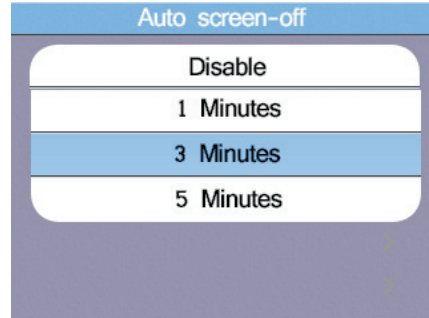 Auto screen-off
Disable
1 Minutes
3 Minutes
5 Minutes